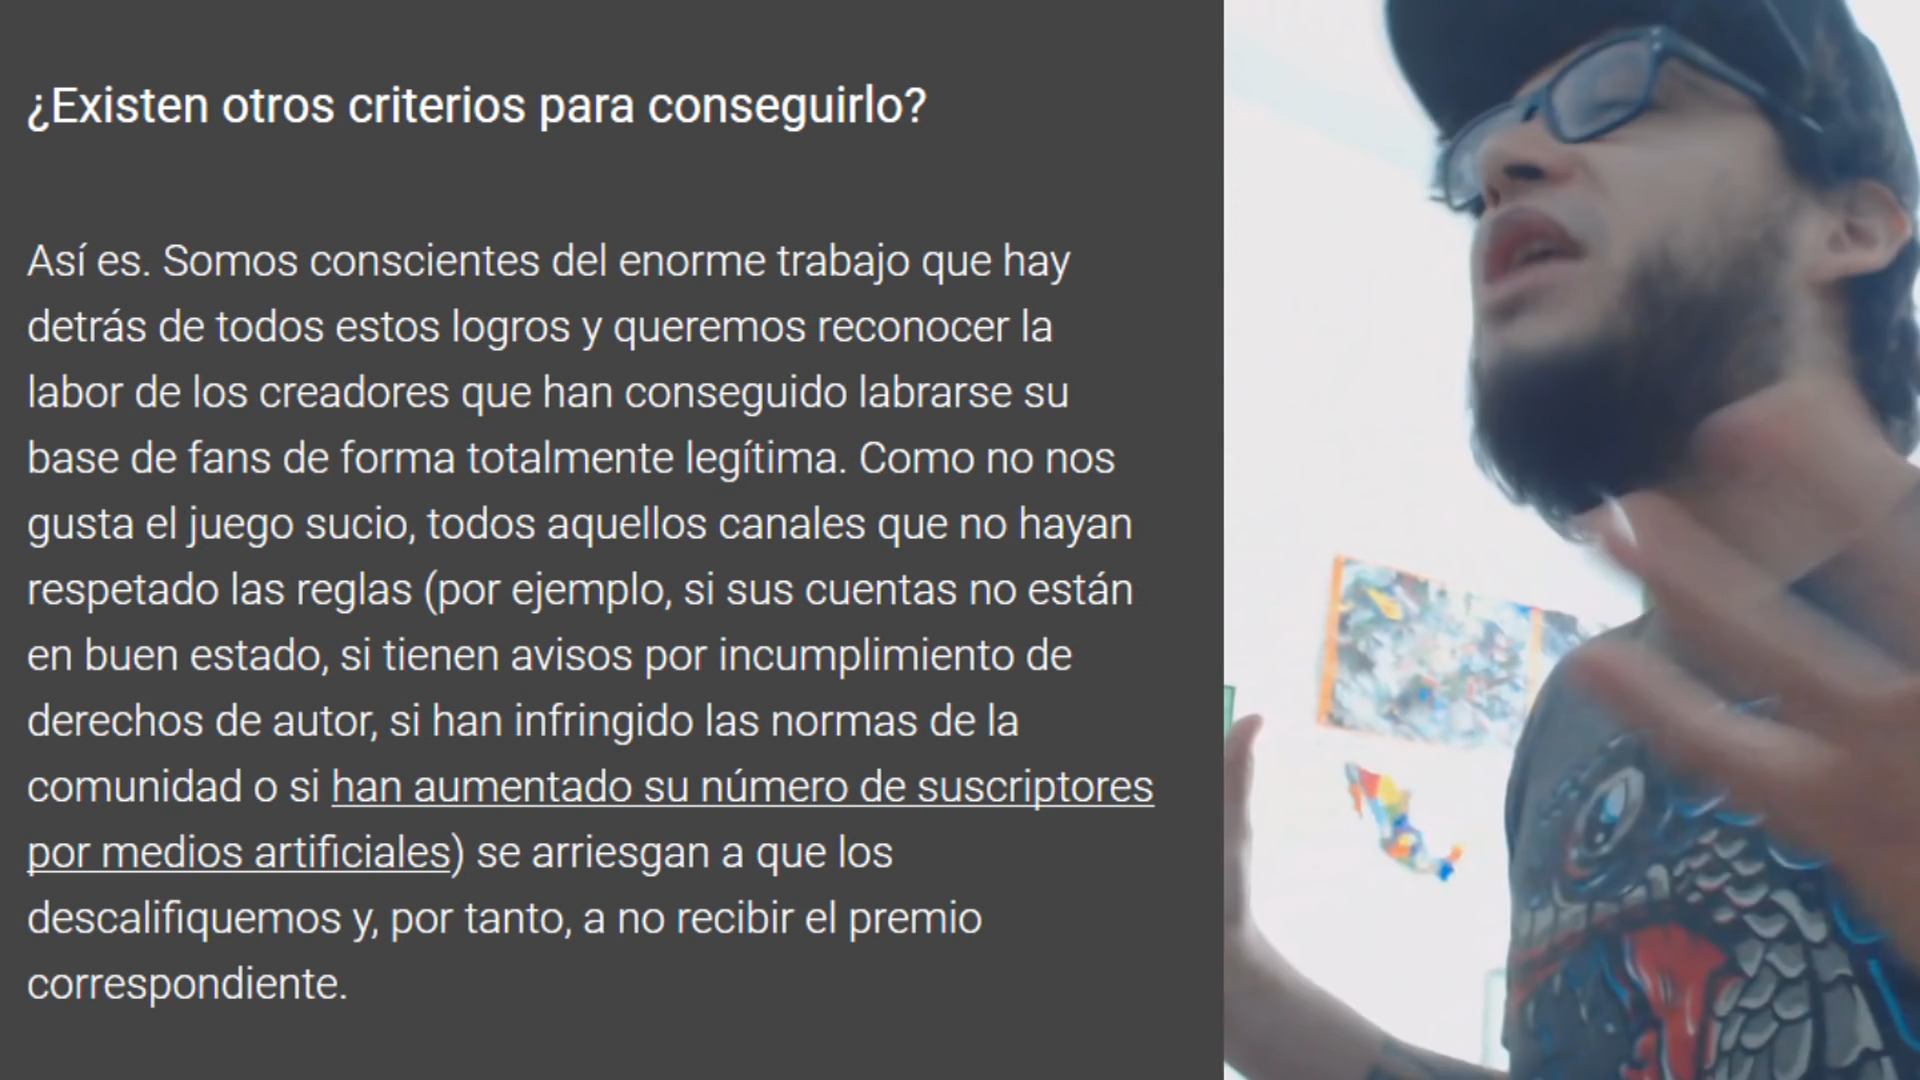 ¿Existen otros criterios para conseguirlo?
Así es. Somos conscientes del enorme trabajo que hay
detrás de todos estos logros y queremos reconocer la
labor de los creadores que han conseguido labrarse su
base de fans de forma totalmente legítima. Como no nos
gusta el juego sucio, todos aquellos canales que no hayan
respetado las reglas (por ejemplo, si sus cuentas no están
en buen estado, si tienen avisos por incumplimiento de
derechos de autor, si han infringido las normas de la
comunidad o si han aumentado su número de suscriptores
por medios artificiales) se arriesgan a que los
descalifiquemos y, por tanto, a no recibir el premio
correspondiente.